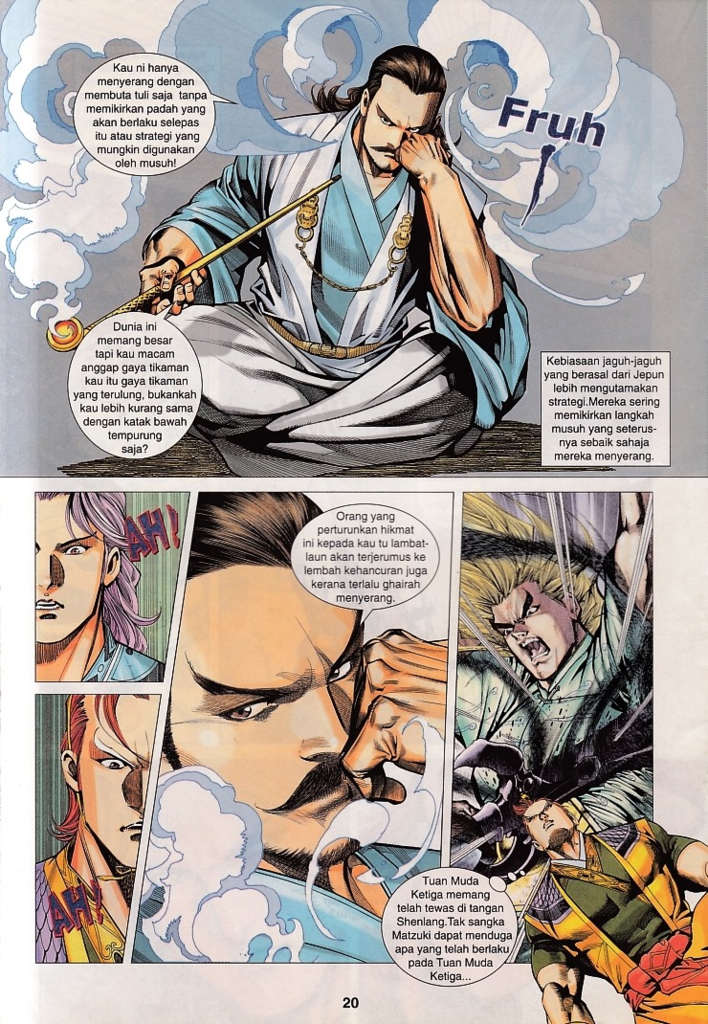 Kau ni hanya
menyerang dengan
membuta tuli saja tanpa
memikirkan padah yang
akan berlaku selepas
itu atau strategi yang
mungkin digunakan
oleh musuh!
Fruh
Dunia ini
memang besar
tapi kau macam
anggap gaya tikaman
kau itu gaya tikaman
yang terulung, bukankah
kau lebih kurang sama
dengan katak bawah
tempurung
saja?
Kebiasaan jaguh-jaguh
yang berasal dari Jepun
lebih mengutamakan
strategi.Mereka sering
memikirkan langkah
musuh yang seterus-
nya sebaik sahaja
mereka menyerang.
AH!
Orang yang
perturunkan hikmat
ini kepada kau tu lambat-
laun akan terjerumus ke
lembah kehancuran juga
kerana terlalu ghairah
menyerang.
AH!
Tuan Muda
Ketiga memang
telah tewas di tangan
Shenlang.Tak sangka
Matzuki dapat menduga
apa yang telah berlaku
pada Tuan Muda
Ketiga...
20